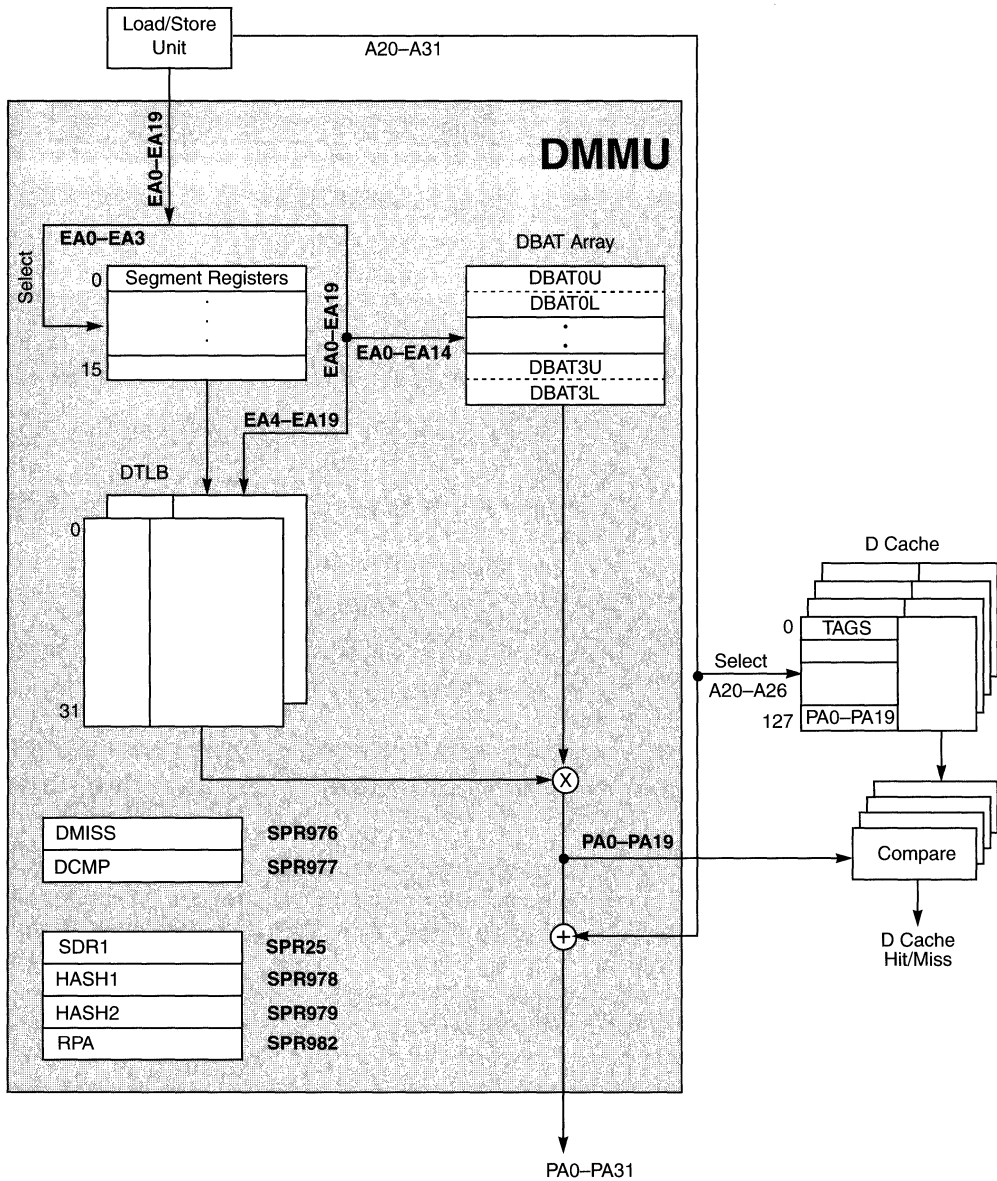 Load/Store
Unit
A20–A31
EA0–EA19
DMMU
EA0–EA3
Select
0
Segment Registers
.
.
.
15
EA0–EA19
EA0–EA14
DBAT Array
DBAT0U
DBAT0L
•
•
DBAT3U
DBAT3L
EA4–EA19
DTLB
0
31
D Cache
0
TAGS
Select
A20–A26
127
PA0–PA19
X
DMISS
SPR976
DCMP
SPR977
PA0–PA19
Compare
SDR1
SPR25
HASH1
SPR978
HASH2
SPR979
RPA
SPR982
+
D Cache
Hit/Miss
PA0–PA31